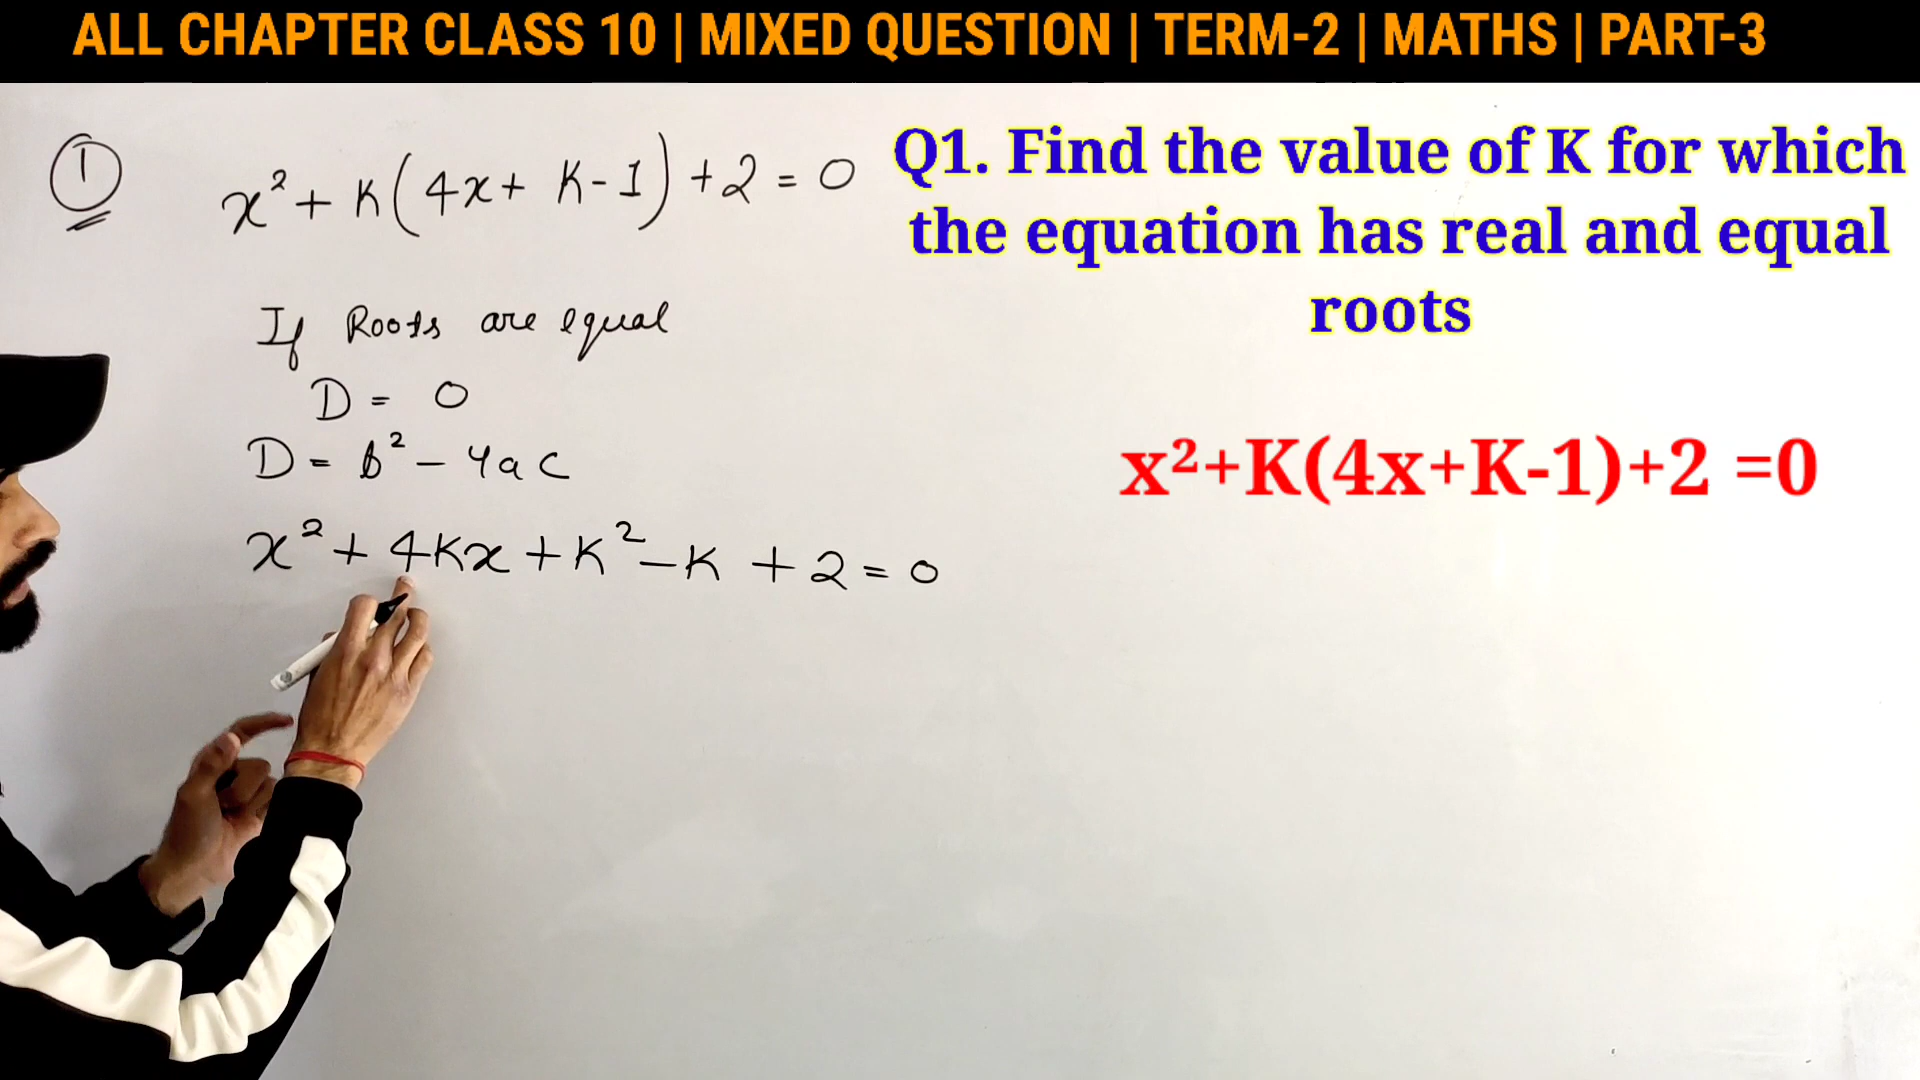 ALL CHAPTER CLASS 10 | MIXED QUESTION | TERM-2 | MATHS | PART-3
① x² + K(4x + K-1) + 2 = 0
Q1. Find the value of K for which
the equation has real and equal
roots
If Roots are equal
D = 0
D = b² - 4ac
x²+K(4x+K-1)+2 =0
x² + 4Kx + K² - K + 2 = 0